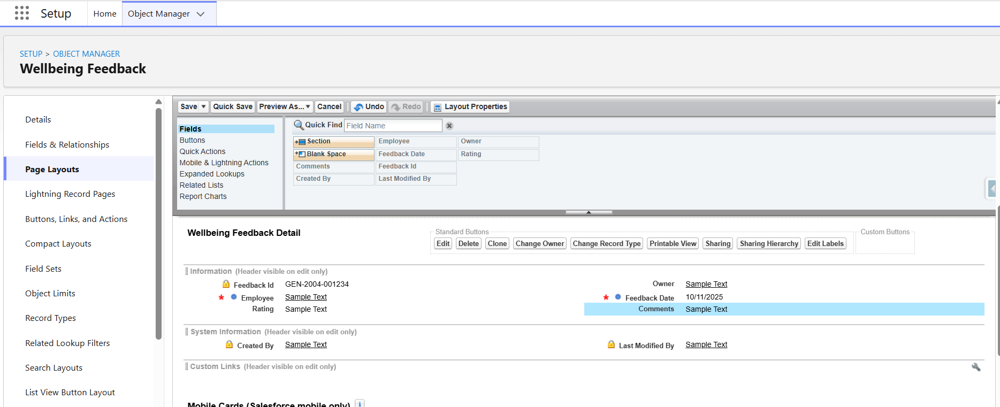 Setup Home Object Manager
SETUP > OBJECT MANAGER
Wellbeing Feedback
Details
Fields & Relationships
Page Layouts
Lightning Record Pages
Buttons, Links, and Actions
Compact Layouts
Field Sets
Object Limits
Record Types
Related Lookup Filters
Search Layouts
List View Button Layout
Save Quick Save Preview As... Cancel Undo Redo Layout Properties
Fields
Buttons
Quick Actions
Mobile & Lightning Actions
Expanded Lookups
Related Lists
Report Charts
Quick Find Field Name
Section Employee Owner
Blank Space Feedback Date Rating
Comments Feedback Id
Created By Last Modified By
Wellbeing Feedback Detail
Standard Buttons Custom Buttons
Edit Delete Clone Change Owner Change Record Type Printable View Sharing Sharing Hierarchy Edit Labels
Information (Header visible on edit only)
Feedback Id GEN-2004-001234 Owner Sample Text
* Employee Sample Text * Feedback Date 10/11/2025
Rating Sample Text Comments Sample Text
System Information (Header visible on edit only)
Created By Sample Text Last Modified By Sample Text
Custom Links (Header visible on edit only)
Mobile Cards (Salesforce mobile only) i